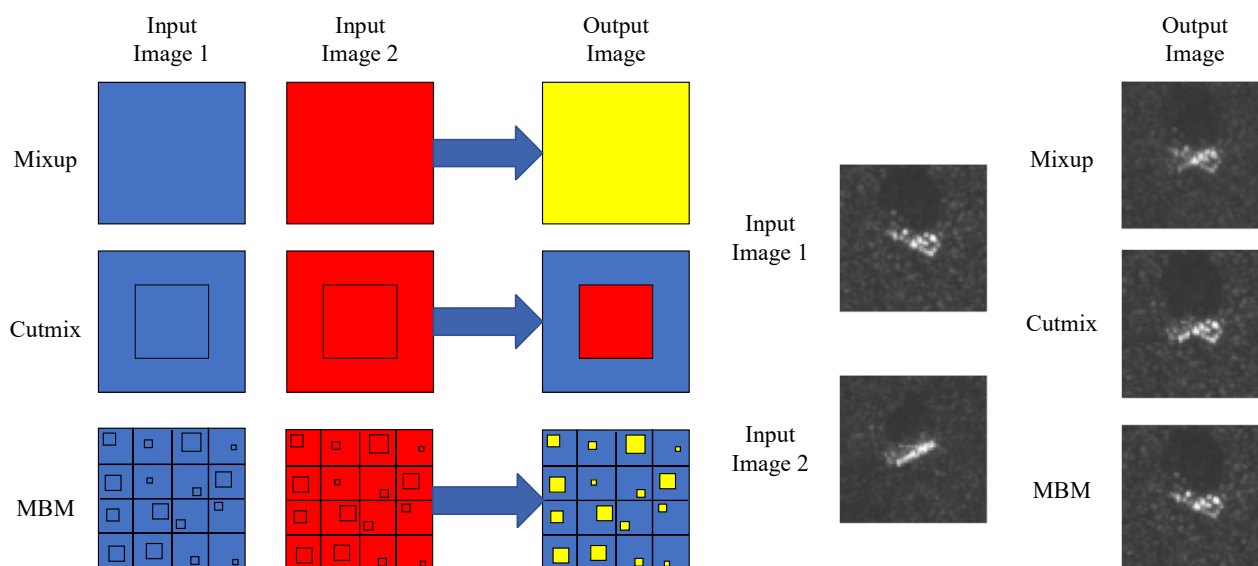 Input
Image 1
Input
Image 2
Output
Image
Output
Image
Mixup
Cutmix
MBM
Input
Image 1
Input
Image 2
Mixup
Cutmix
MBM